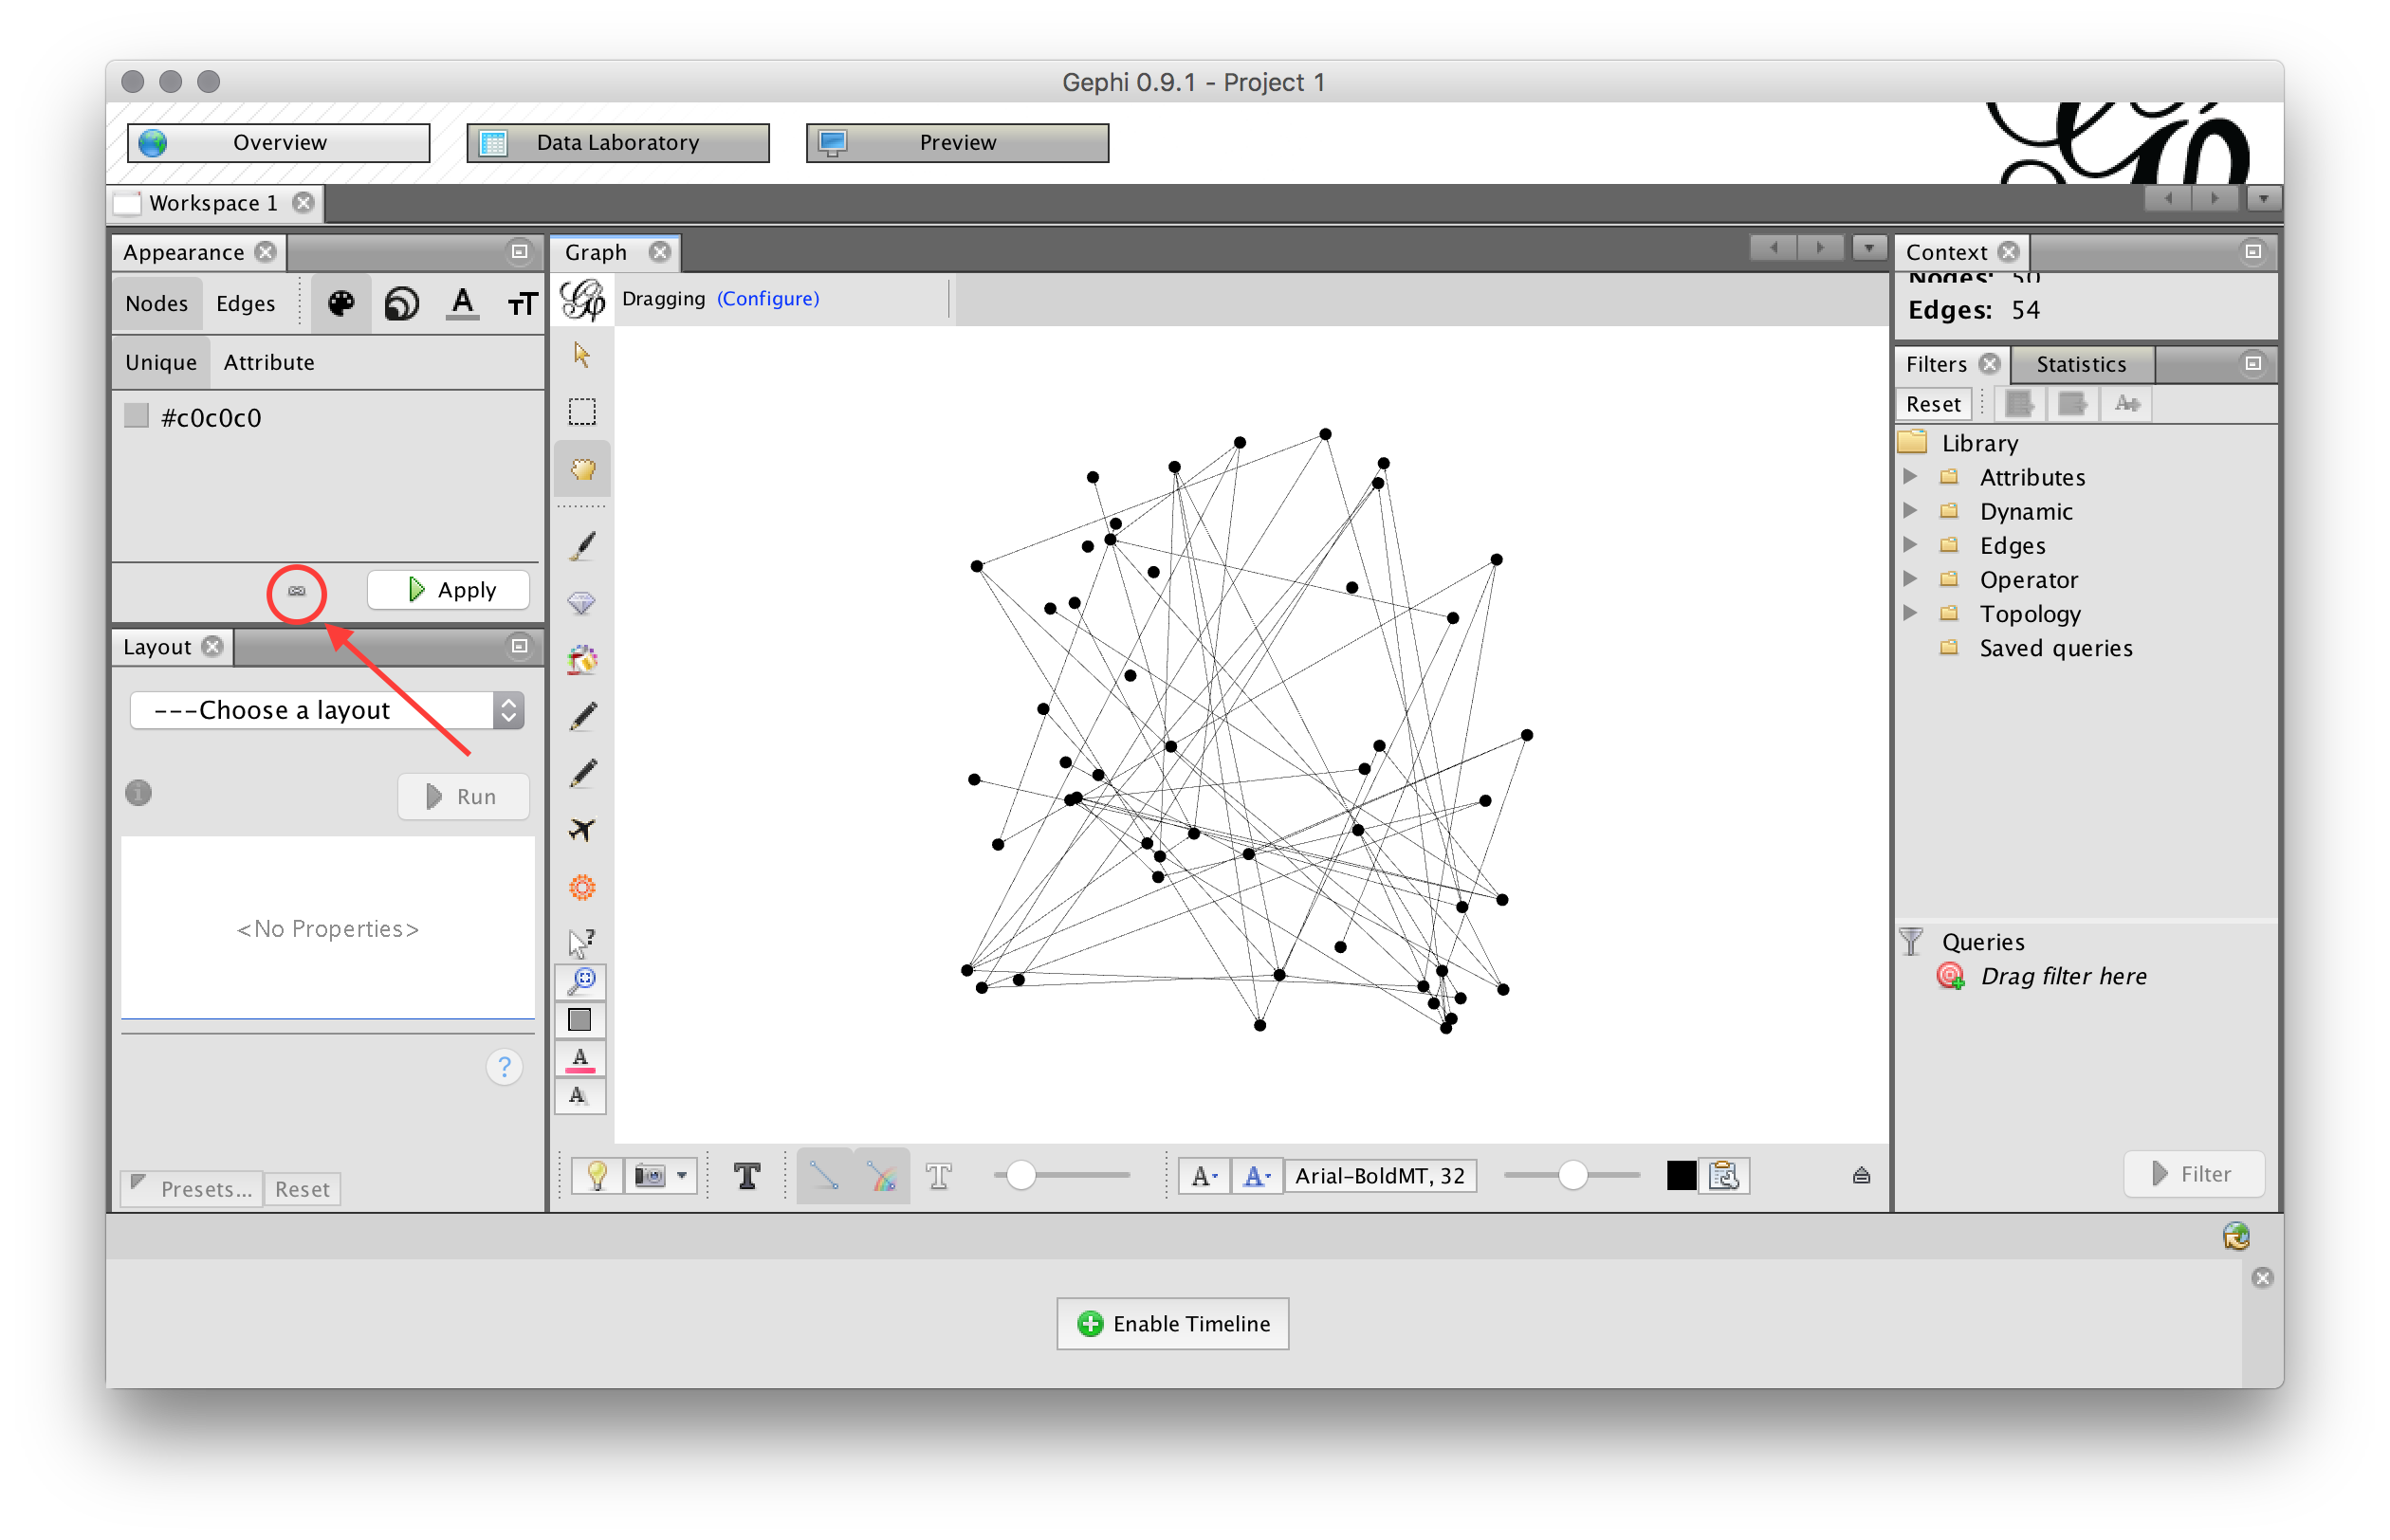 Gephi 0.9.1 - Project 1
Overview
Data Laboratory
Preview
Workspace 1
Appearance
Nodes
Edges
A
TT
Unique
Attribute
#c0c0c0
Apply
Layout
---Choose a layout
Run
<No Properties>
?
Presets...
Reset
Graph
Dragging (Configure)
?
A
A
T
T
A
A
Arial-BoldMT, 32
Context
Nodes: 50
Edges: 54
Filters
Statistics
Reset
A
Library
Attributes
Dynamic
Edges
Operator
Topology
Saved queries
Queries
Drag filter here
Filter
Enable Timeline